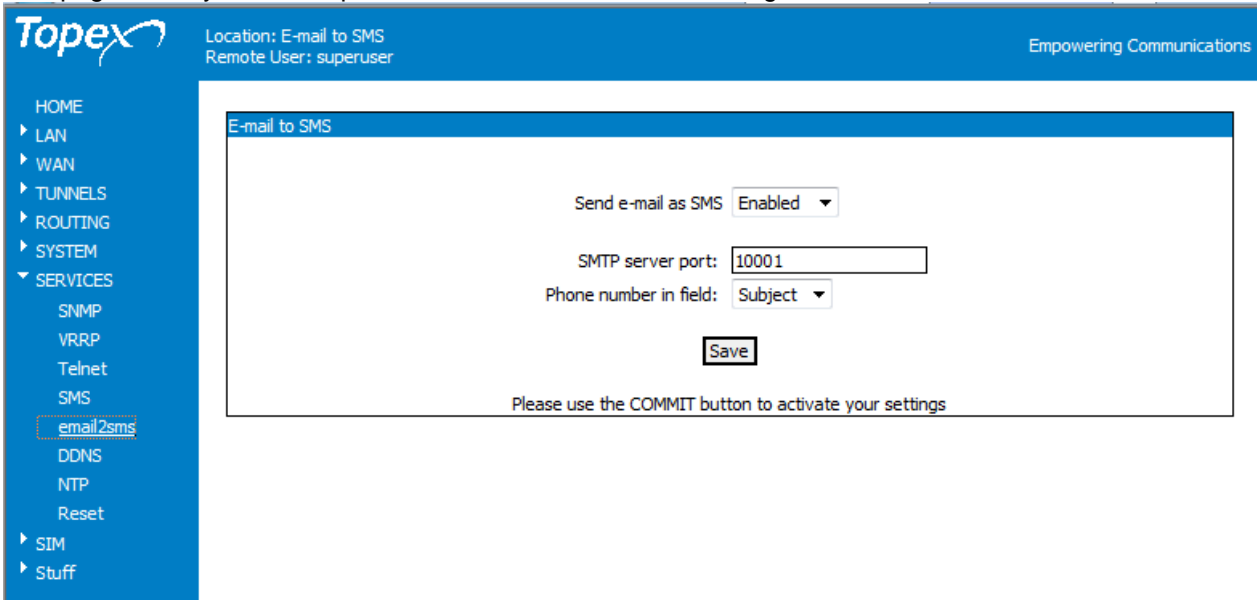 Topex
Location: E-mail to SMS
Remote User: superuser
Empowering Communications
HOME
LAN
WAN
TUNNELS
ROUTING
SYSTEM
SERVICES
SNMP
VRRP
Telnet
SMS
email2sms
DDNS
NTP
Reset
SIM
Stuff
E-mail to SMS
Send e-mail as SMS Enabled
SMTP server port: 10001
Phone number in field: Subject
Save
Please use the COMMIT button to activate your settings